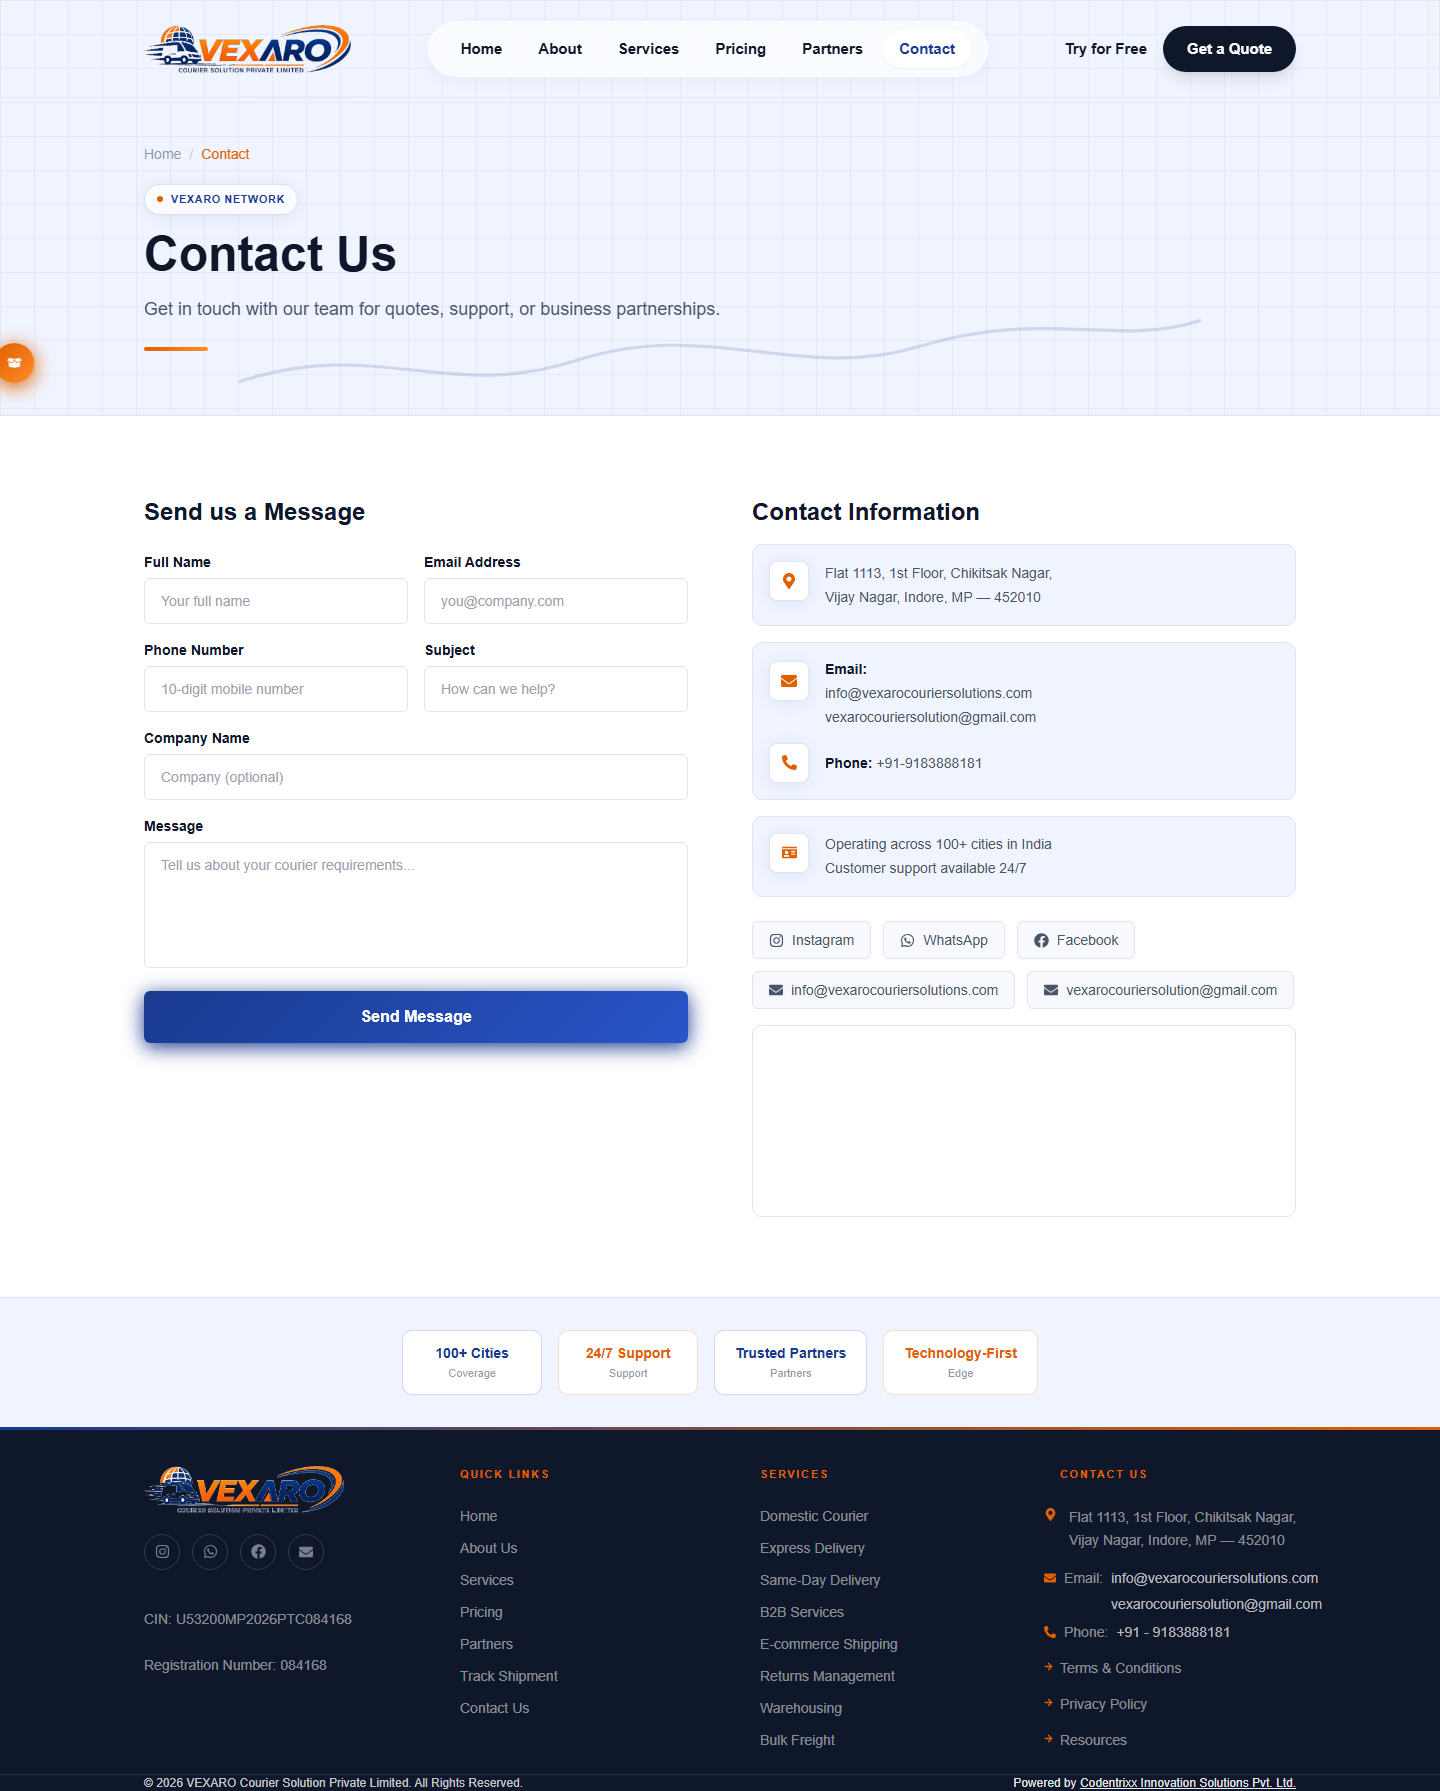 VEXARO
COURIER SOLUTION PRIVATE LIMITED
Home
About
Services
Pricing
Partners
Contact
Try for Free
Get a Quote
Home / Contact
VEXARO NETWORK
Contact Us
Get in touch with our team for quotes, support, or business partnerships.
Send us a Message
Full Name
Email Address
Your full name
you@company.com
Phone Number
Subject
10-digit mobile number
How can we help?
Company Name
Company (optional)
Message
Tell us about your courier requirements...
Send Message
Contact Information
Flat 1113, 1st Floor, Chikitsak Nagar,
Vijay Nagar, Indore, MP — 452010
Email:
info@vexarocouriersolutions.com
vexarocouriersolution@gmail.com
Phone: +91-9183888181
Operating across 100+ cities in India
Customer support available 24/7
Instagram
WhatsApp
Facebook
info@vexarocouriersolutions.com
vexarocouriersolution@gmail.com
100+ Cities
Coverage
24/7 Support
Support
Trusted Partners
Partners
Technology-First
Edge
VEXARO
COURIER SOLUTION PRIVATE LIMITED
CIN: U53200MP2026PTC084168
Registration Number: 084168
QUICK LINKS
Home
About Us
Services
Pricing
Partners
Track Shipment
Contact Us
SERVICES
Domestic Courier
Express Delivery
Same-Day Delivery
B2B Services
E-commerce Shipping
Returns Management
Warehousing
Bulk Freight
CONTACT US
Flat 1113, 1st Floor, Chikitsak Nagar,
Vijay Nagar, Indore, MP — 452010
Email: info@vexarocouriersolutions.com
vexarocouriersolution@gmail.com
Phone: +91 - 9183888181
Terms & Conditions
Privacy Policy
Resources
© 2026 VEXARO Courier Solution Private Limited. All Rights Reserved.
Powered by Codentrixx Innovation Solutions Pvt. Ltd.